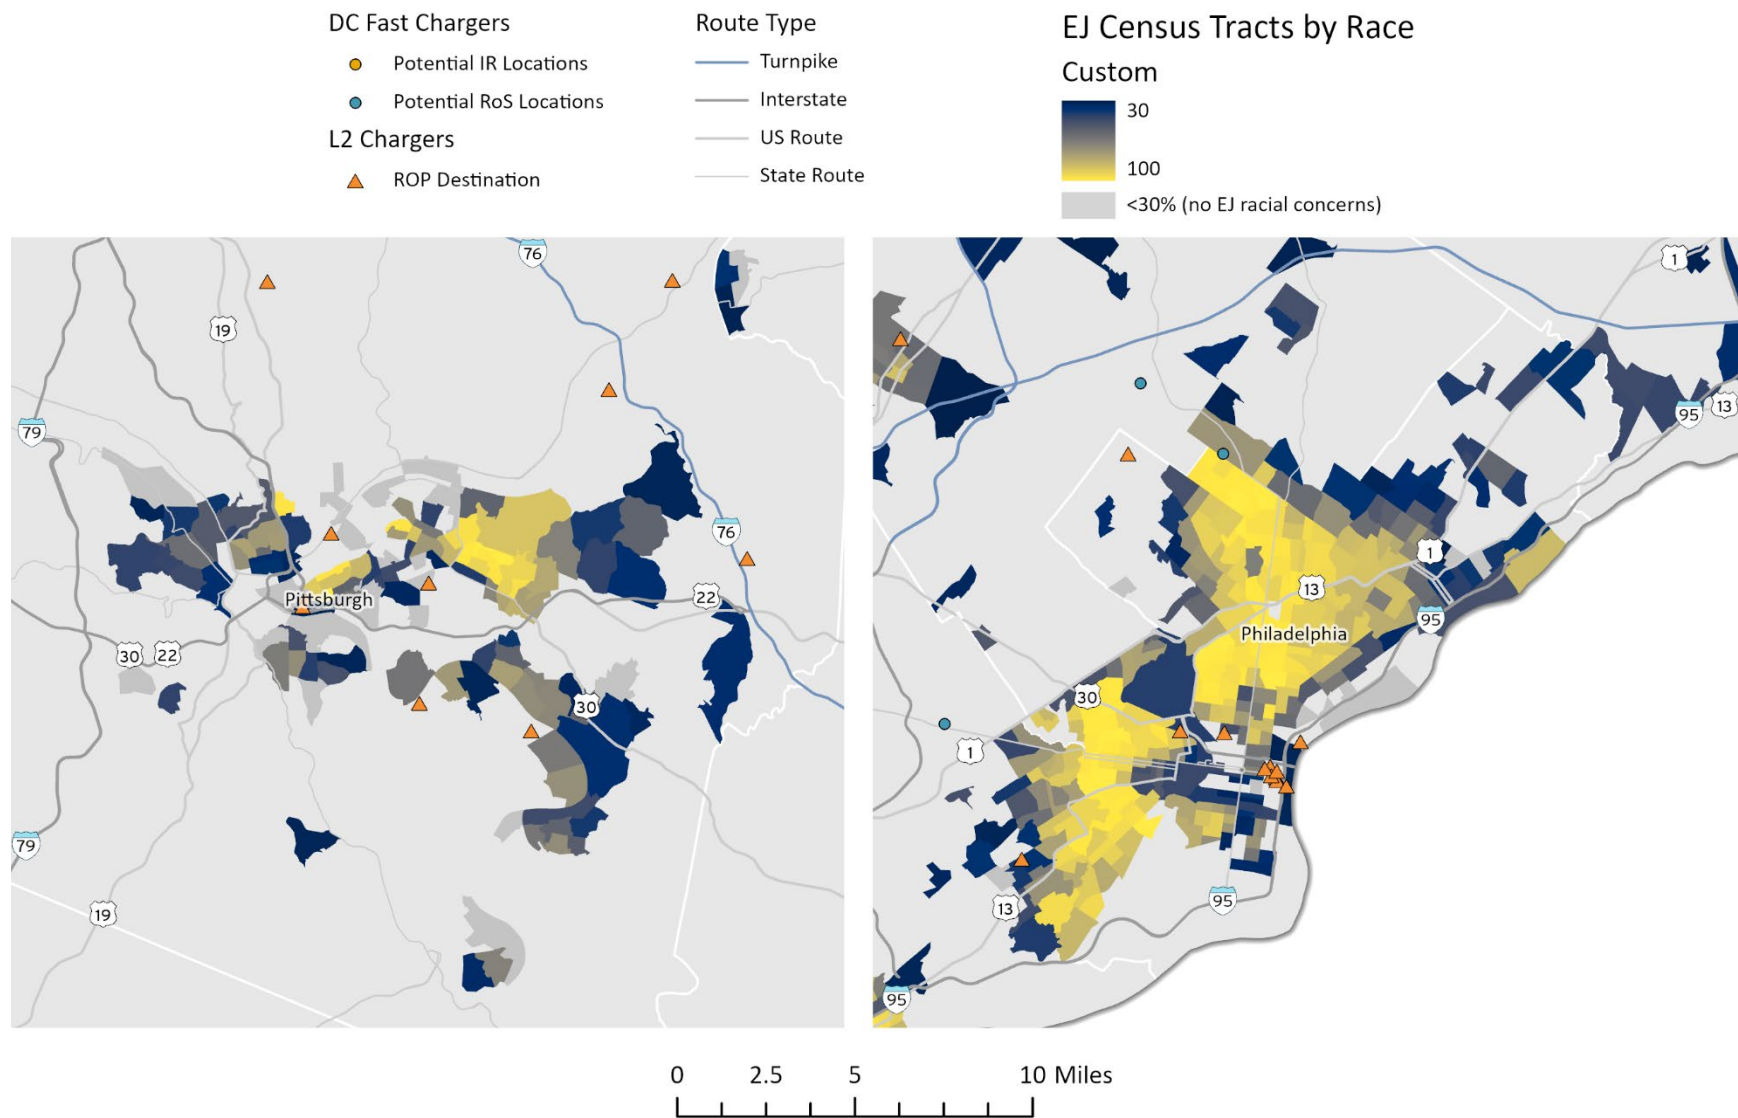 DC Fast Chargers
Potential IR Locations
Potential RoS Locations
L2 Chargers
ROP Destination
Route Type
Turnpike
Interstate
US Route
State Route
EJ Census Tracts by Race
Custom
30
100
<30% (no EJ racial concerns)
76
19
79
76
22
Pittsburgh
30 22
30
79
19
1
95 13
1
13
95
Philadelphia
30
1
13
95
95
0 2.5 5 10 Miles